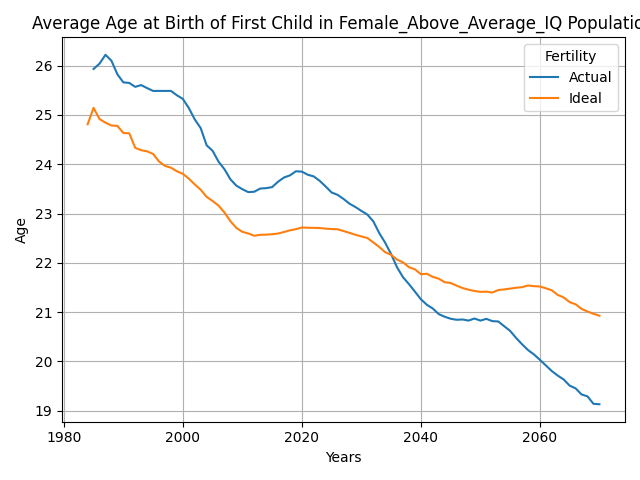 Average Age at Birth of First Child in Female_Above_Average_IQ Populatio
Fertility
Actual
Ideal
26
25
24
23
22
21
20
19
Age
1980
2000
2020
2040
2060
Years